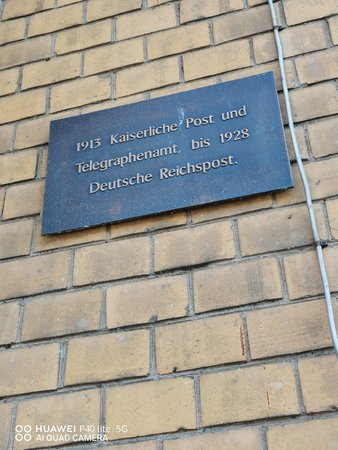 1913 Kaiserliche Post und
Telegraphenamt, bis 1928
Deutsche Reichspost.
HUAWEI P40 lite 5G
AI QUAD CAMERA